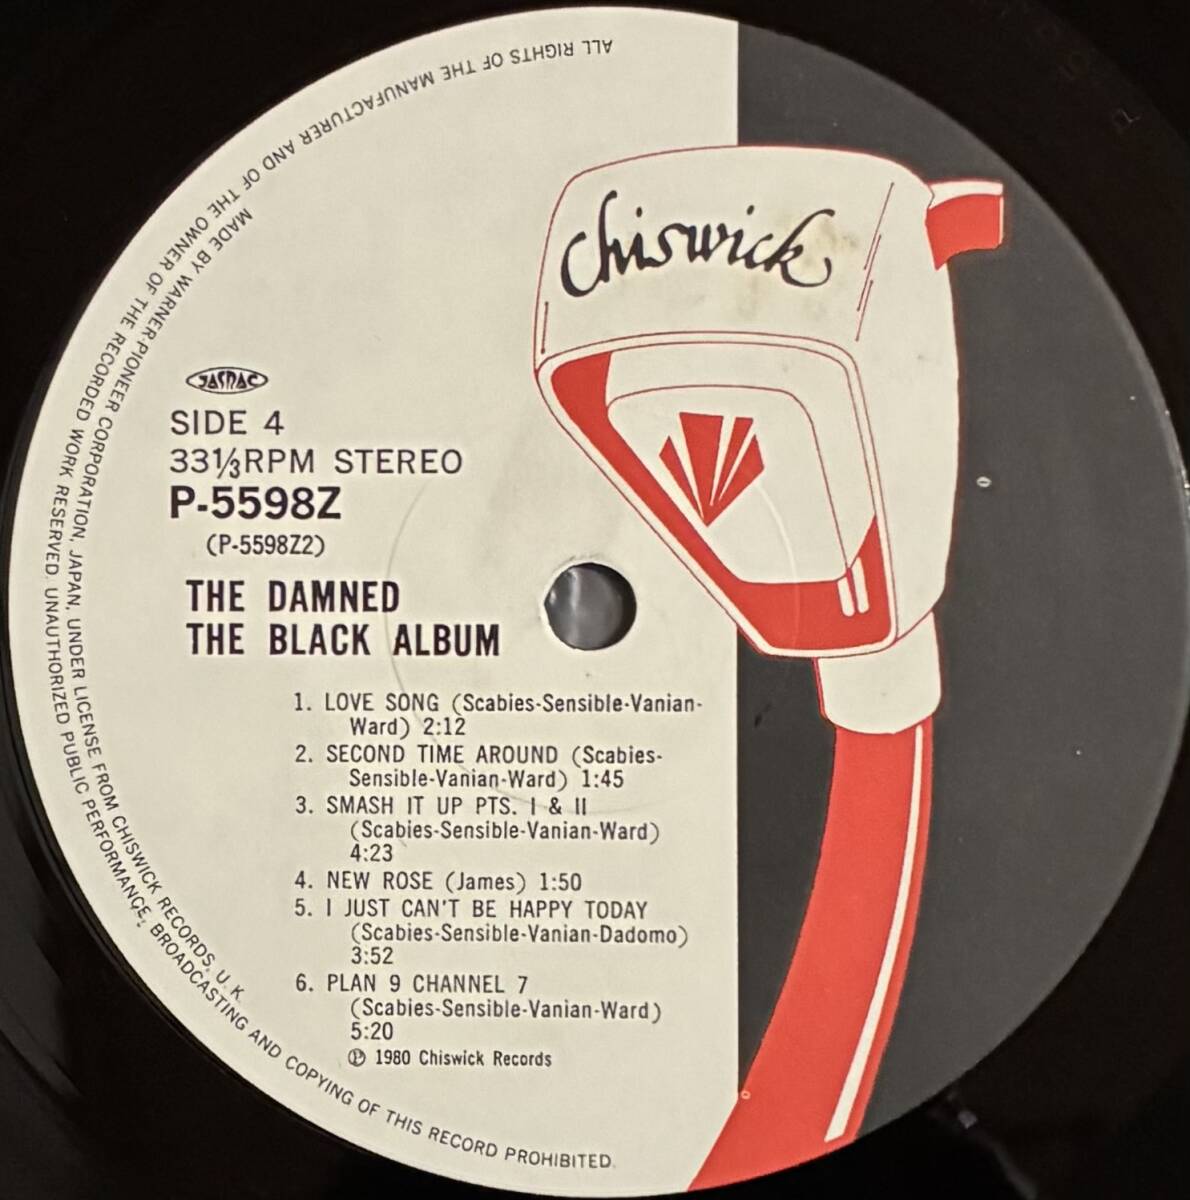 Chiswick
JASRAC
SIDE 4
33⅓RPM STEREO
P-5598Z
(P-5598Z2)
THE DAMNED
THE BLACK ALBUM
1. LOVE SONG (Scabies-Sensible-Vanian-
Ward) 2:12
2. SECOND TIME AROUND (Scabies-
Sensible-Vanian-Ward) 1:45
3. SMASH IT UP PTS. I & II
(Scabies-Sensible-Vanian-Ward)
4:23
4. NEW ROSE (James) 1:50
5. I JUST CAN'T BE HAPPY TODAY
(Scabies-Sensible-Vanian-Dadomo)
3:52
6. PLAN 9 CHANNEL 7
(Scabies-Sensible-Vanian-Ward)
5:20
Ⓟ 1980 Chiswick Records
ALL RIGHTS OF THE MANUFACTURER AND OF THE OWNER OF THE RECORDED WORK RESERVED. UNAUTHORIZED PUBLIC PERFORMANCE, BROADCASTING AND COPYING OF THIS RECORD PROHIBITED.
MADE BY WARNER-PIONEER CORPORATION, JAPAN, UNDER LICENSE FROM CHISWICK RECORDS, U. K.